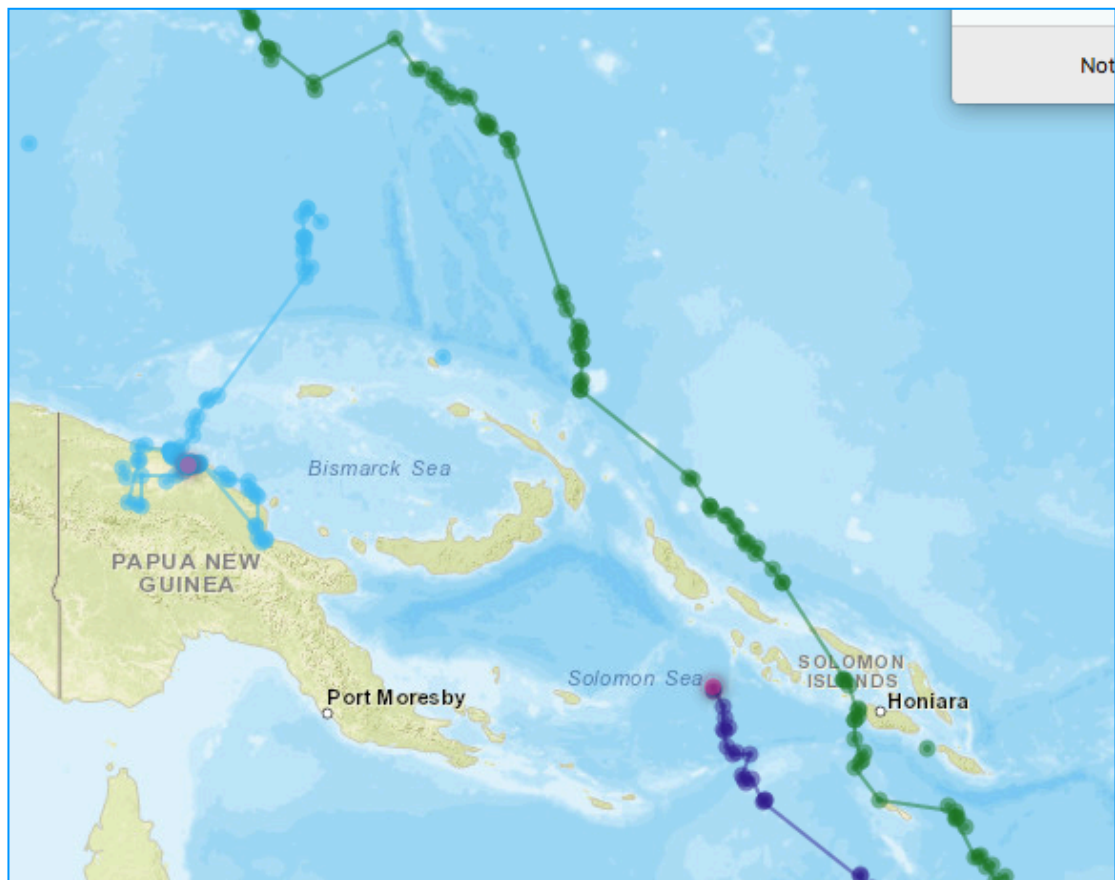 Not
Bismarck Sea
PAPUA NEW
GUINEA
Solomon Sea
SOLOMON
ISLANDS
Honiara
Port Moresby